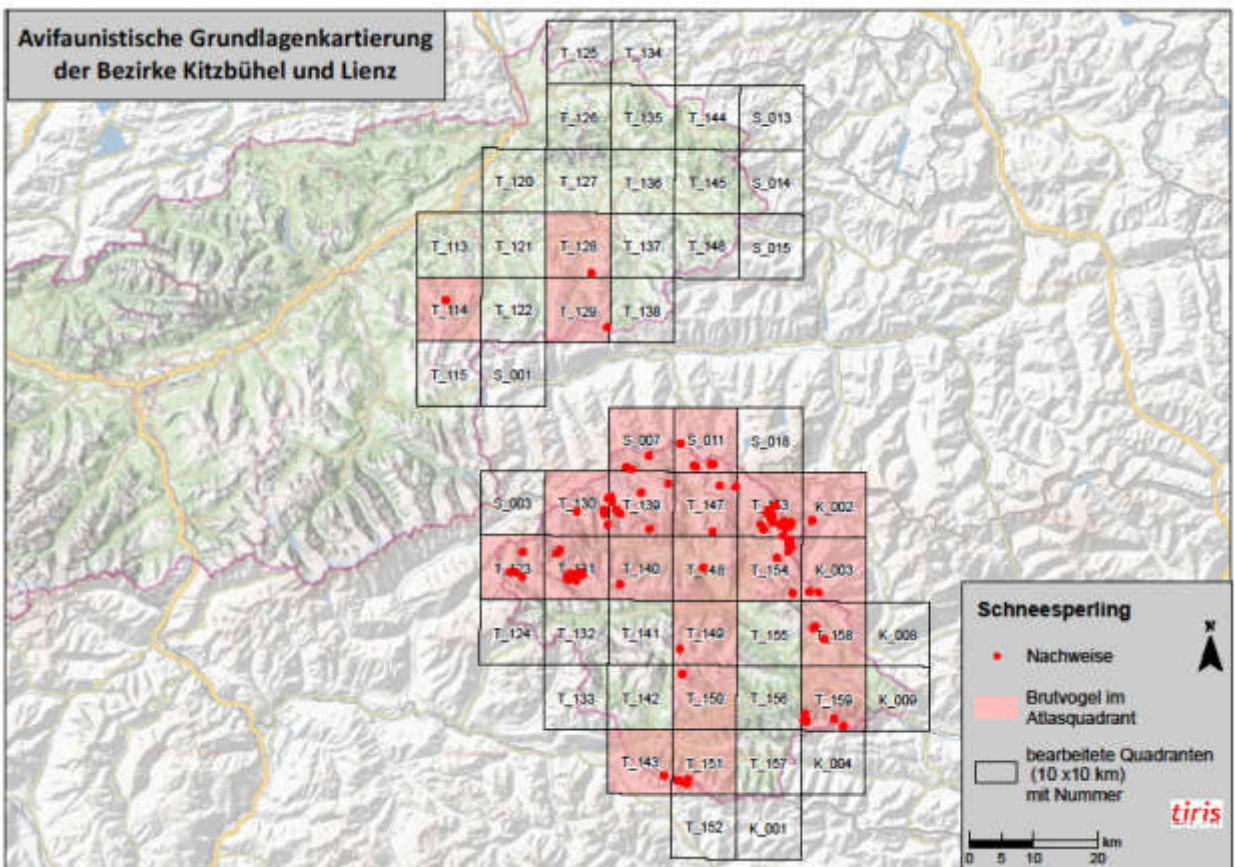 Avifaunistische Grundlagenkartierung
der Bezirke Kitzbühel und Lienz
T_125 T_134
T_126 T_135 T_144 S_013
T_120 T_127 T_136 T_145 S_014
T_113 T_121 T_128 T_137 T_146 S_015
T_114 T_122 T_129 T_138
T_115 S_001
S_007 S_011 S_016
S_003 T_130 T_139 T_147 T_153 K_002
T_123 T_131 T_140 T_148 T_154 K_003
T_124 T_132 T_141 T_149 T_155 T_158 K_008
T_133 T_142 T_150 T_156 T_159 K_009
T_143 T_151 T_157 K_004
T_152 K_001
Schneesperling
N
Nachweise
Brutvogel im
Atlasquadrant
bearbeitete Quadranten
(10 x10 km)
mit Nummer
tiris
km
0 5 10 20